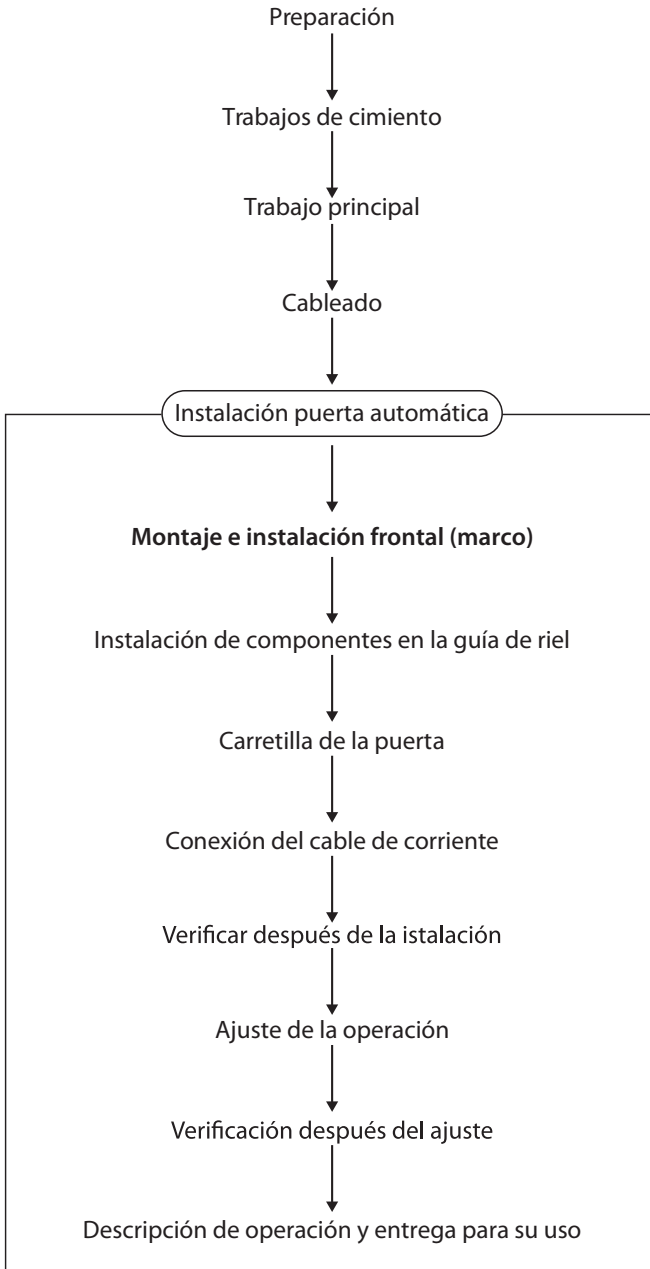 Preparación
Trabajos de cimiento
Trabajo principal
Cableado
Instalación puerta automática
Montaje e instalación frontal (marco)
Instalación de componentes en la guía de riel
Carretilla de la puerta
Conexión del cable de corriente
Verificar después de la istalación
Ajuste de la operación
Verificación después del ajuste
Descripción de operación y entrega para su uso